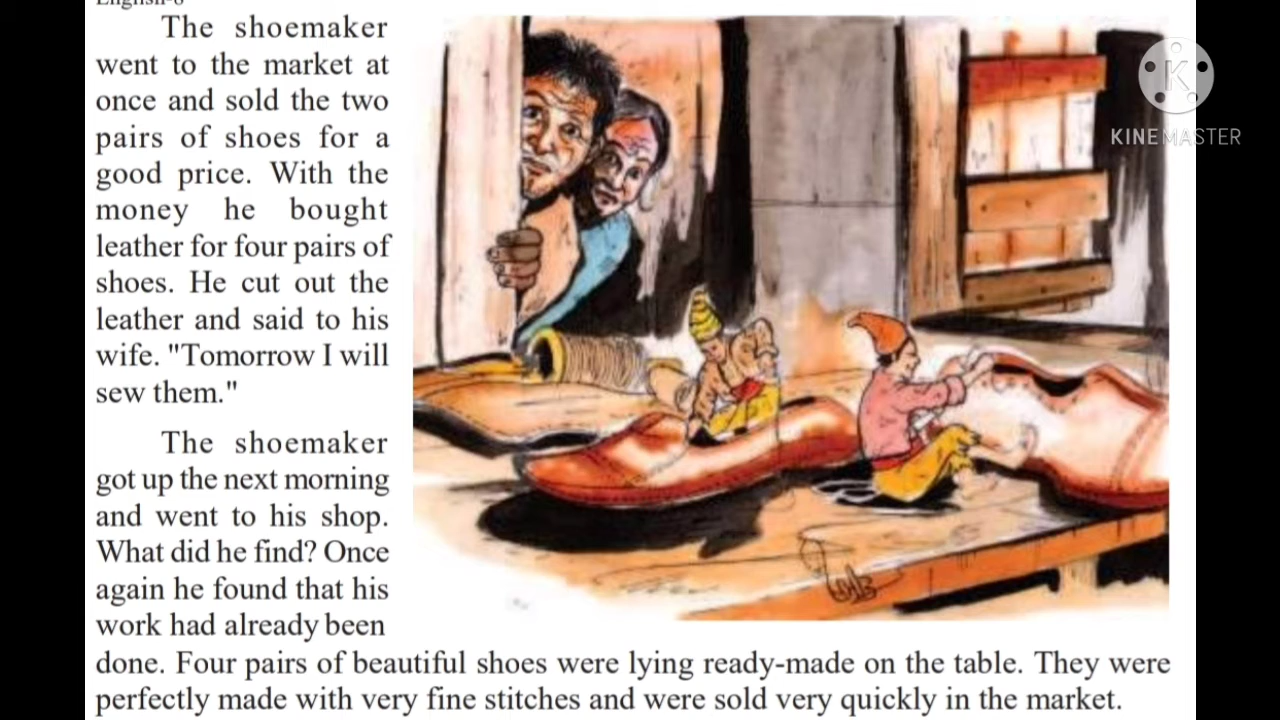 English-8
The shoemaker
went to the market at
once and sold the two
pairs of shoes for a
good price. With the
money he bought
leather for four pairs of
shoes. He cut out the
leather and said to his
wife. "Tomorrow I will
sew them."
The shoemaker
got up the next morning
and went to his shop.
What did he find? Once
again he found that his
work had already been
done. Four pairs of beautiful shoes were lying ready-made on the table. They were
perfectly made with very fine stitches and were sold very quickly in the market.
K
KINEMASTER